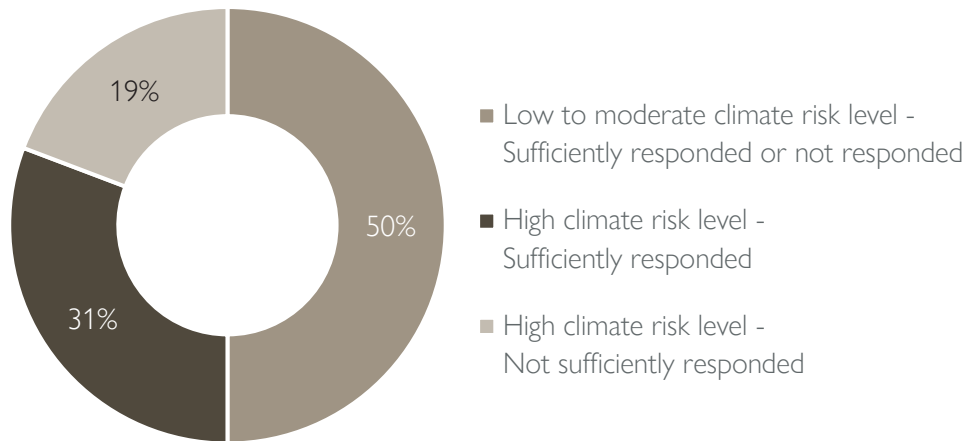 19%
50%
31%
Low to moderate climate risk level -
Sufficiently responded or not responded
High climate risk level -
Sufficiently responded
High climate risk level -
Not sufficiently responded